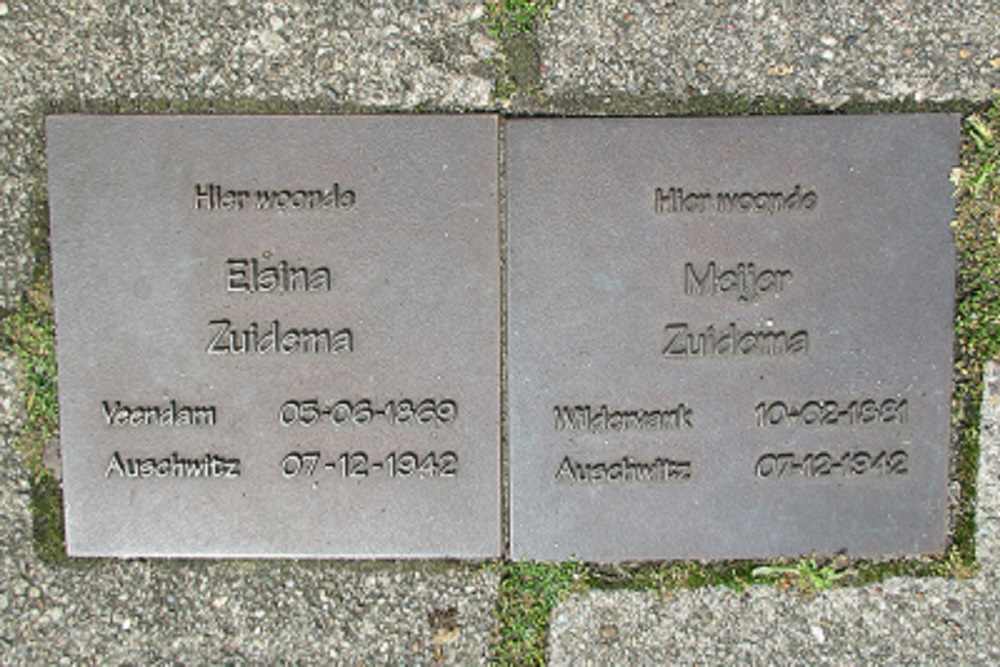 Hier woonde
Elsina
Zuidema
Veendam 05-06-1869
Auschwitz 07-12-1942
Hier woonde
Meijer
Zuidema
Wildervank 10-02-1881
Auschwitz 07-12-1942